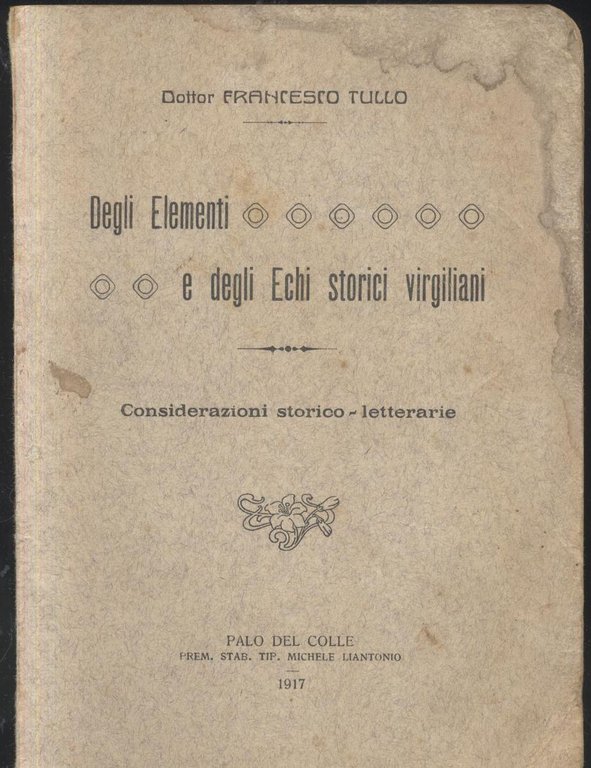 Dottor FRANCESCO TULLO
Degli Elementi
e degli Echi storici virgiliani
Considerazioni storico-letterarie
PALO DEL COLLE
PREM. STAB. TIP. MICHELE LIANTONIO
1917